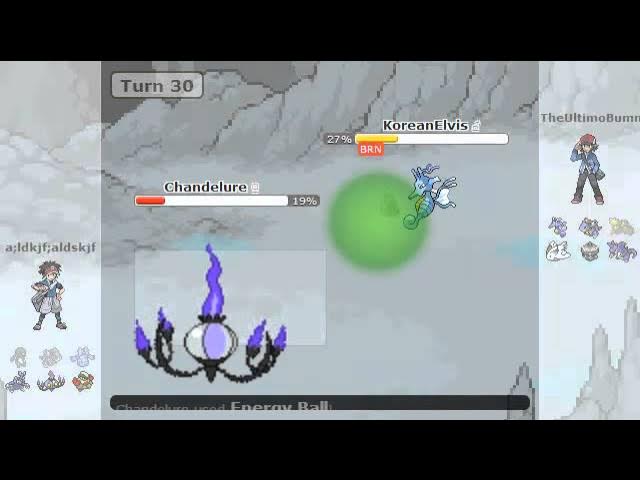 Turn 30
KoreanElvis
27%
BRN
TheUltimoBumm
Chandelure
19%
a;ldkjf;aldskjf
Chandelure used Energy Ball!